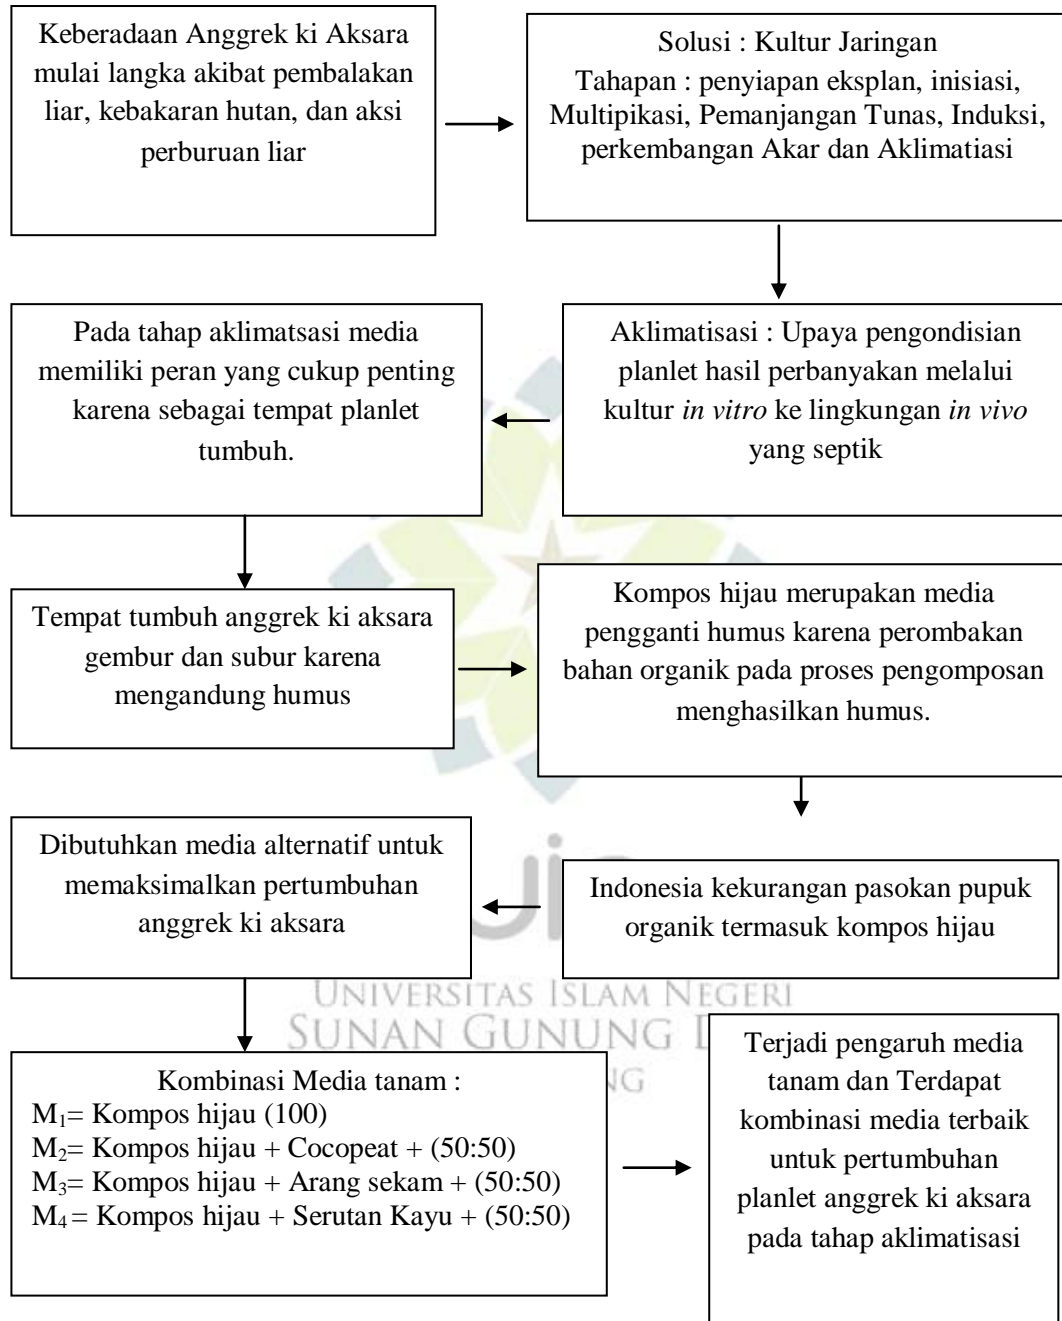 Keberadaan Anggrek ki Aksara
mulai langka akibat pembalakan
liar, kebakaran hutan, dan aksi
perburuan liar
Solusi : Kultur Jaringan
Tahapan : penyiapan eksplan, inisiasi,
Multipikasi, Pemanjangan Tunas, Induksi,
perkembangan Akar dan Aklimatiasi
Aklimatisasi : Upaya pengondisian
planlet hasil perbanyakan melalui
kultur in vitro ke lingkungan in vivo
yang septik
Pada tahap aklimatsasi media
memiliki peran yang cukup penting
karena sebagai tempat planlet
tumbuh.
Tempat tumbuh anggrek ki aksara
gembur dan subur karena
mengandung humus
Kompos hijau merupakan media
pengganti humus karena perombakan
bahan organik pada proses pengomposan
menghasilkan humus.
Indonesia kekurangan pasokan pupuk
organik termasuk kompos hijau
Dibutuhkan media alternatif untuk
memaksimalkan pertumbuhan
anggrek ki aksara
Kombinasi Media tanam :
M₁= Kompos hijau (100)
M₂= Kompos hijau + Cocopeat + (50:50)
M₃= Kompos hijau + Arang sekam + (50:50)
M₄= Kompos hijau + Serutan Kayu + (50:50)
Terjadi pengaruh media
tanam dan Terdapat
kombinasi media terbaik
untuk pertumbuhan
planlet anggrek ki aksara
pada tahap aklimatisasi
UNIVERSITAS ISLAM NEGERI
SUNAN GUNUNG